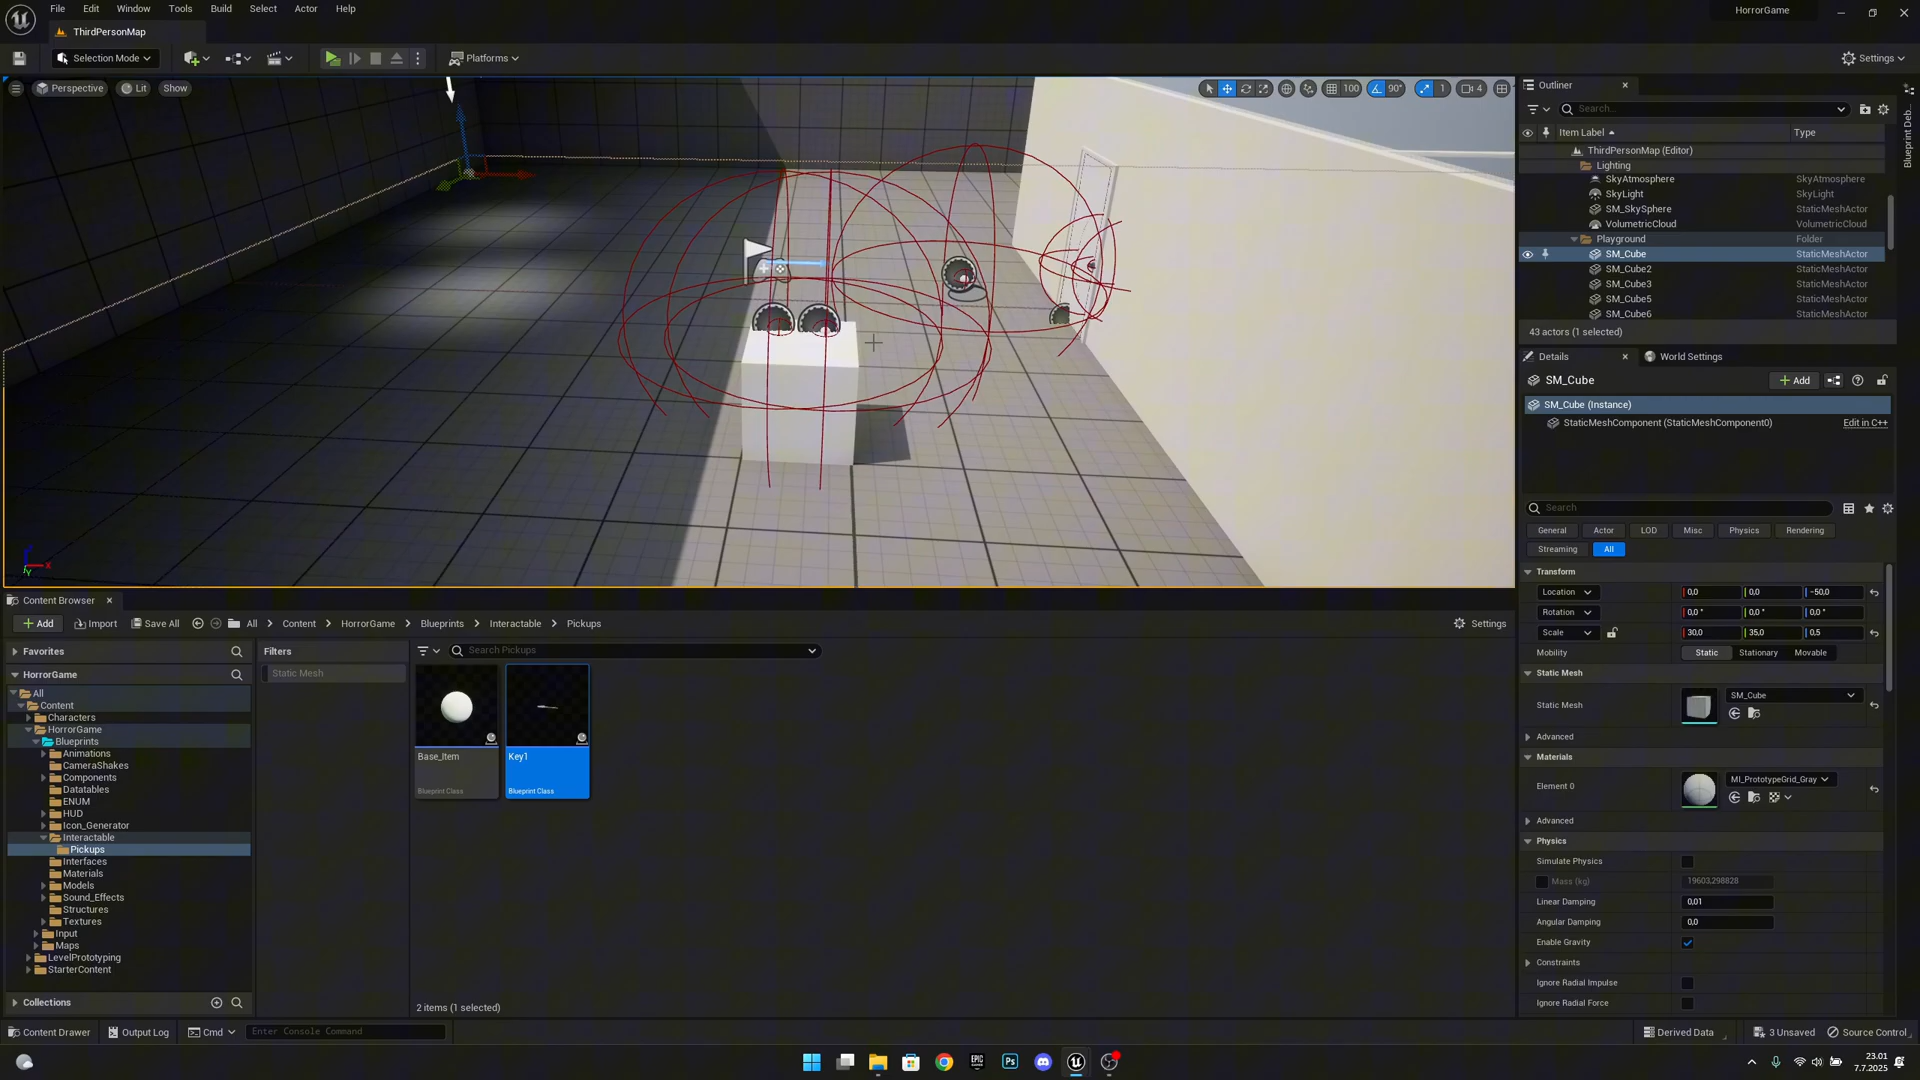 File Edit Window Tools Build Select Actor Help
HorrorGame
ThirdPersonMap
Selection Mode
Platforms
Settings
Perspective Lit Show
100 90° 1 4
Outliner
Search...
Item Label Type
ThirdPersonMap (Editor)
Lighting
SkyAtmosphere SkyAtmosphere
SkyLight SkyLight
SM_SkySphere StaticMeshActor
VolumetricCloud VolumetricCloud
Playground Folder
SM_Cube StaticMeshActor
SM_Cube2 StaticMeshActor
SM_Cube3 StaticMeshActor
SM_Cube5 StaticMeshActor
SM_Cube6 StaticMeshActor
43 actors (1 selected)
Blueprint Deb
Details World Settings
SM_Cube
Add
SM_Cube (Instance)
StaticMeshComponent (StaticMeshComponent0) Edit in C++
Search
General Actor LOD Misc Physics Rendering
Streaming All
Transform
Location 0,0 0,0 -50,0
Rotation 0,0 ° 0,0 ° 0,0 °
Scale 30,0 35,0 0,5
Mobility Static Stationary Movable
Static Mesh
Static Mesh SM_Cube
Advanced
Materials
Element 0 MI_PrototypeGrid_Gray
Advanced
Physics
Simulate Physics
Mass (kg) 19603,298828
Linear Damping 0,01
Angular Damping 0,0
Enable Gravity
Constraints
Ignore Radial Impulse
Ignore Radial Force
Content Browser
Add Import Save All All Content HorrorGame Blueprints Interactable Pickups Settings
Favorites
HorrorGame
All
Content
Characters
HorrorGame
Blueprints
Animations
CameraShakes
Components
Datatables
ENUM
HUD
Icon_Generator
Interactable
Pickups
Interfaces
Materials
Models
Sound_Effects
Structures
Textures
Input
Maps
LevelPrototyping
StarterContent
Collections
Filters
Static Mesh
Search Pickups
Base_Item
Blueprint Class
Key1
Blueprint Class
2 items (1 selected)
Content Drawer Output Log Cmd Enter Console Command
Derived Data 3 Unsaved Source Control
EPIC
Ps
23.01
7.7.2025
X
Y